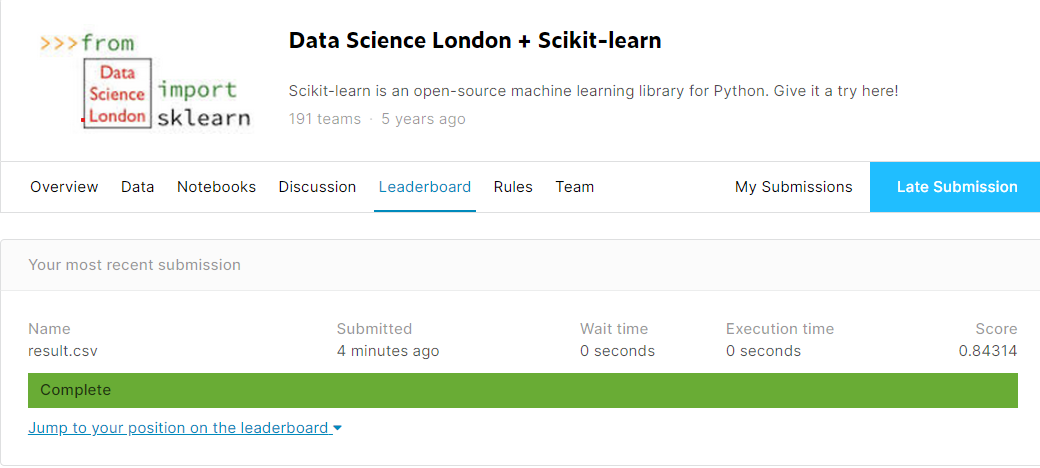 >>>from
Data
Science
London
import
sklearn
Data Science London + Scikit-learn
Scikit-learn is an open-source machine learning library for Python. Give it a try here!
191 teams · 5 years ago
Overview Data Notebooks Discussion Leaderboard Rules Team My Submissions Late Submission
Your most recent submission
Name Submitted Wait time Execution time Score
result.csv 4 minutes ago 0 seconds 0 seconds 0.84314
Complete
Jump to your position on the leaderboard